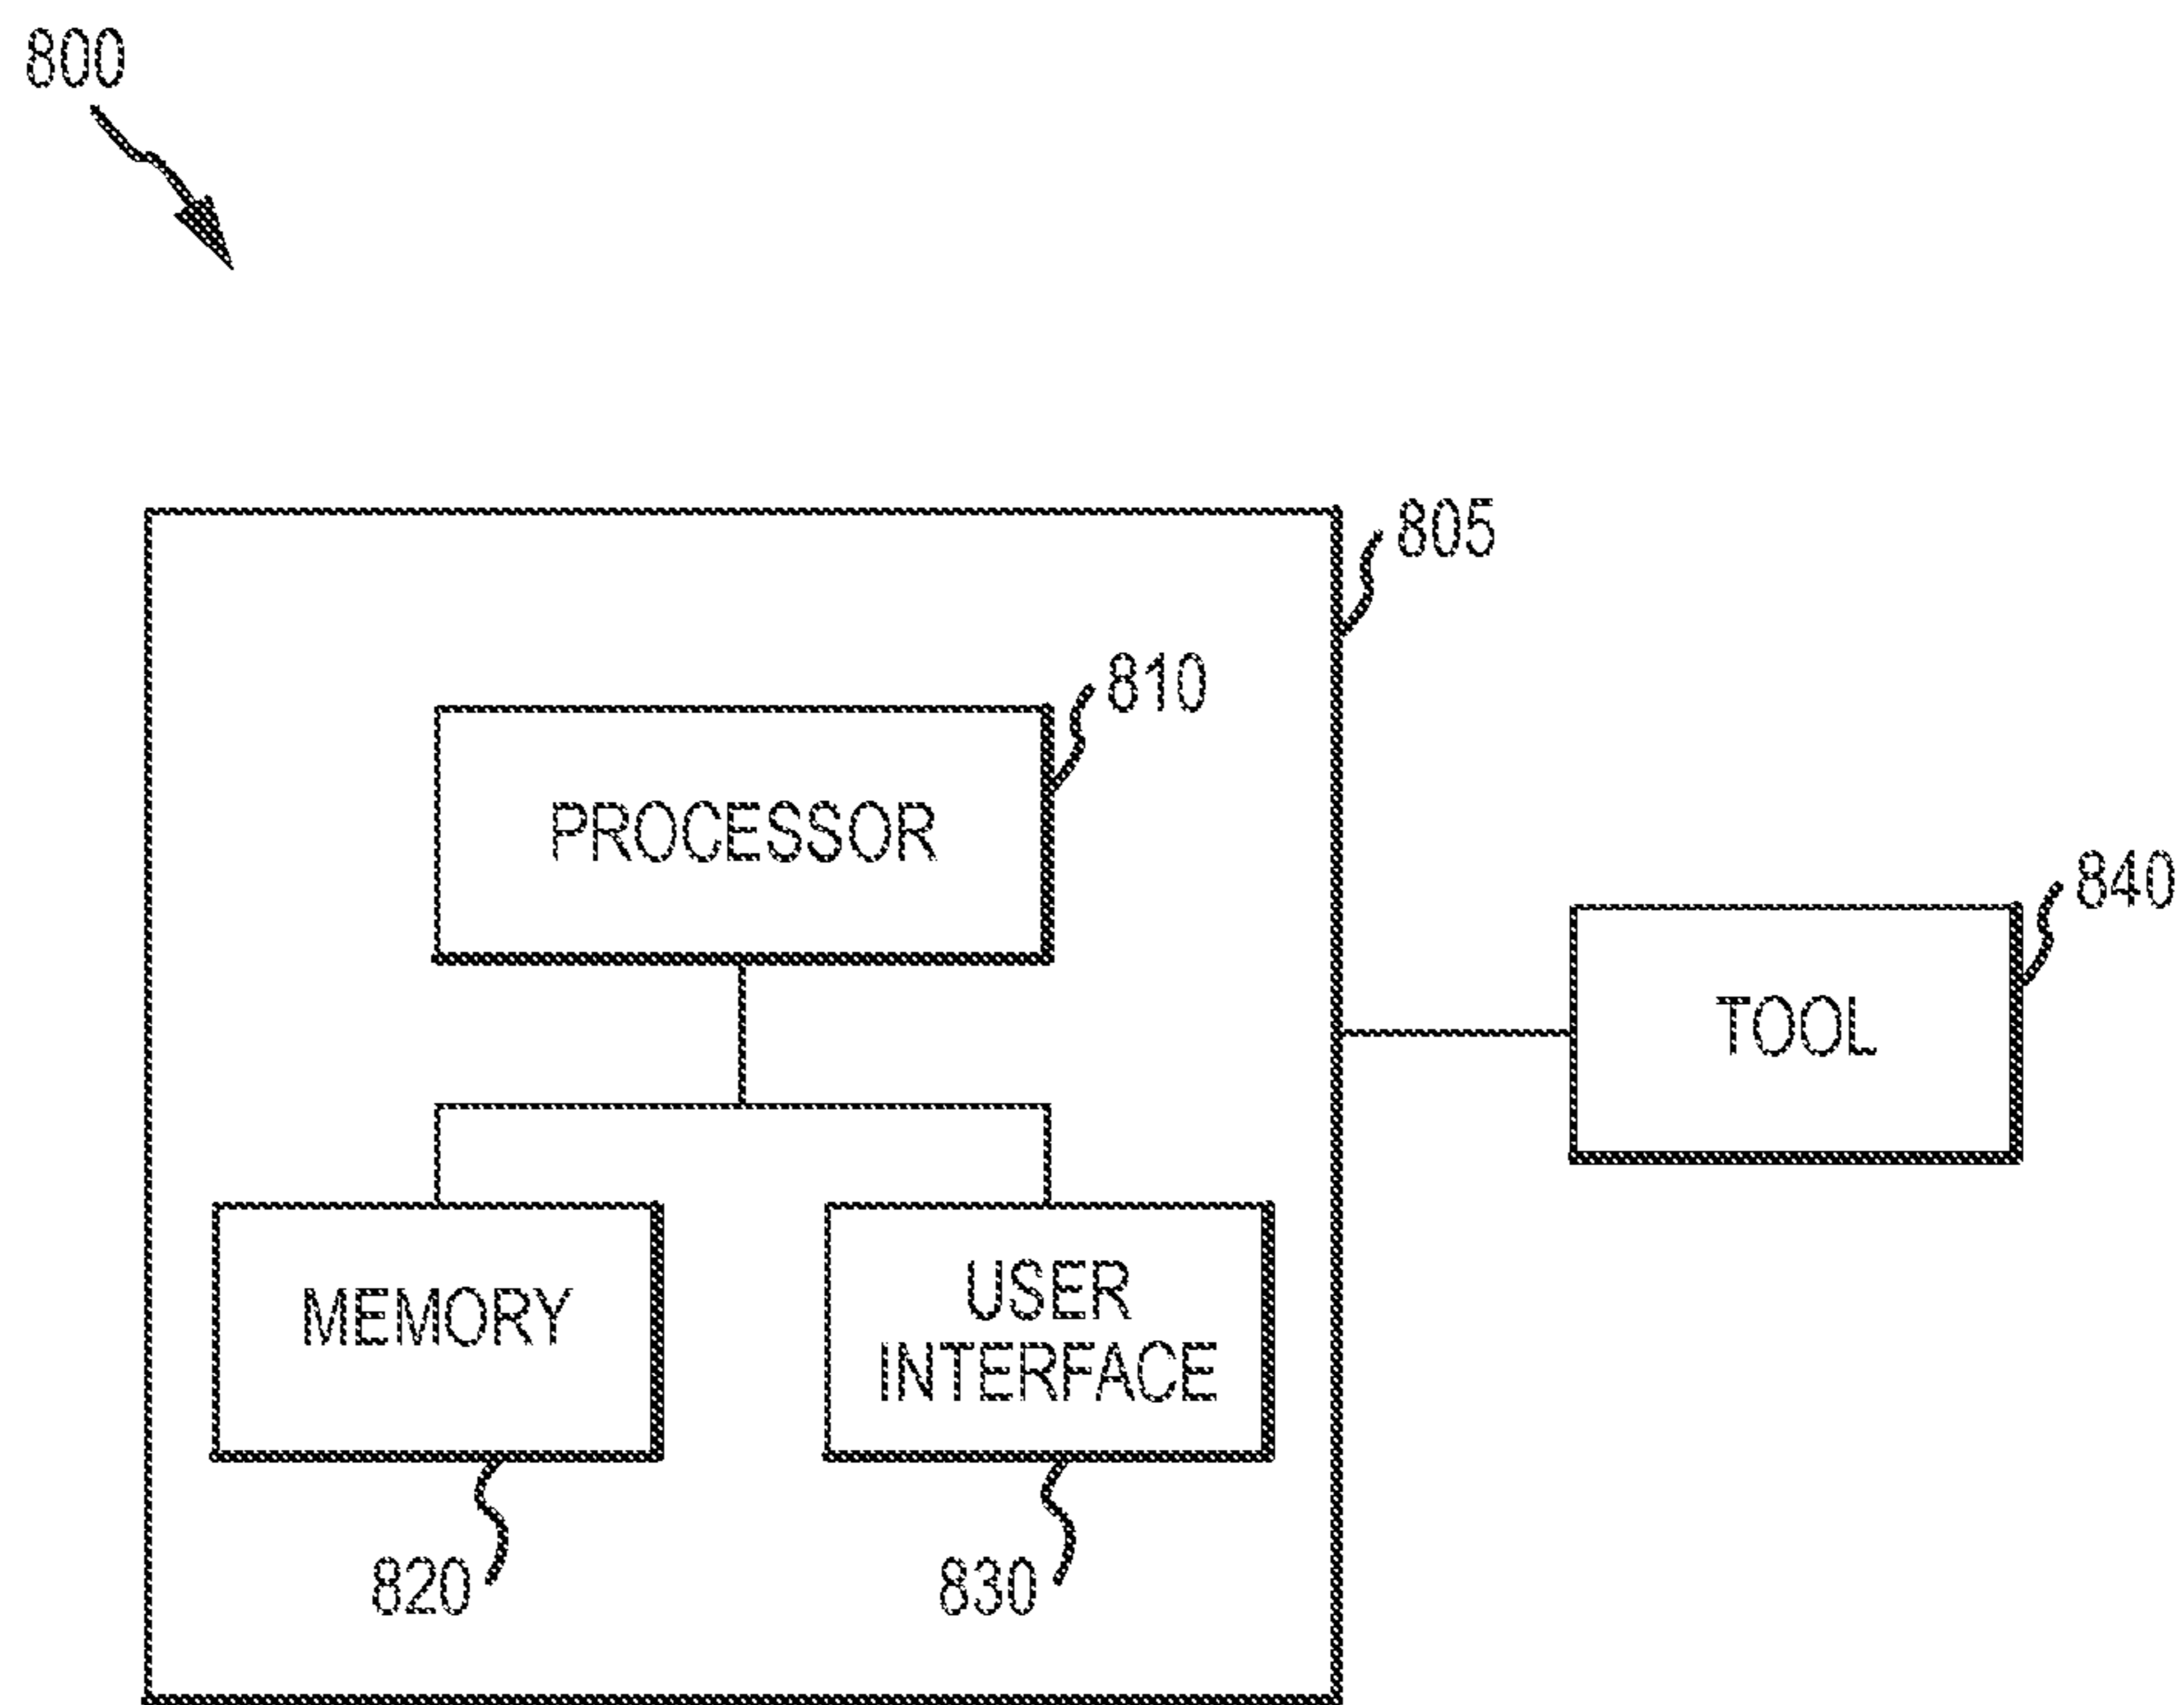 800
805
810
PROCESSOR
840
TOOL
MEMORY
USER
INTERFACE
820
830